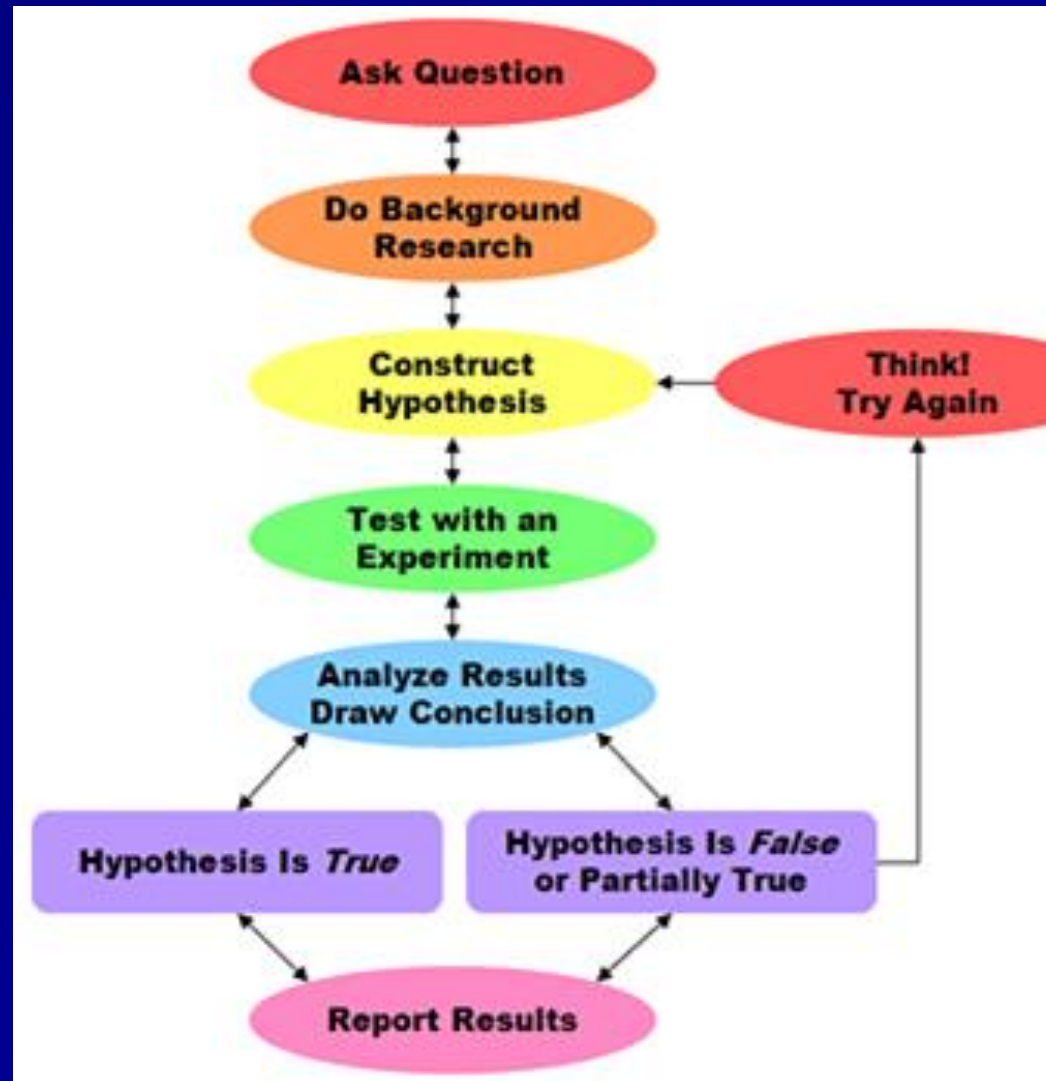 Ask Question
Do Background
Research
Construct
Hypothesis
Think!
Try Again
Test with an
Experiment
Analyze Results
Draw Conclusion
Hypothesis Is True
Hypothesis Is False
or Partially True
Report Results